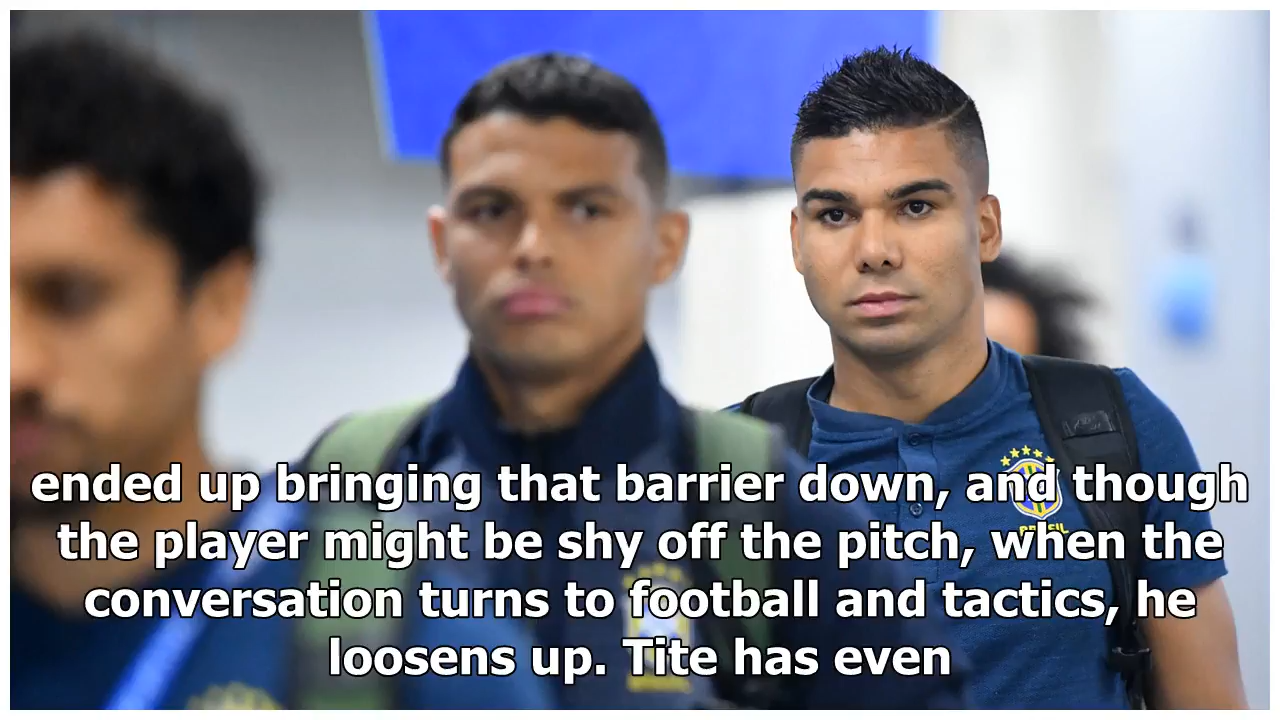 ended up bringing that barrier down, and though
the player might be shy off the pitch, when the
conversation turns to football and tactics, he
loosens up. Tite has even
BRASIL